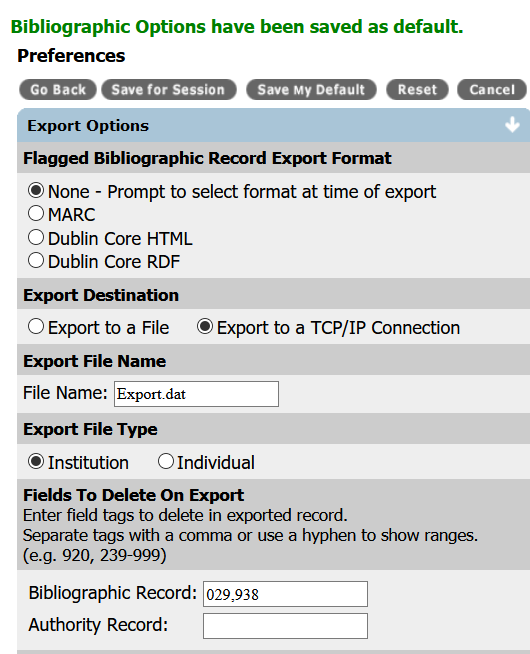 Bibliographic Options have been saved as default.
Preferences
Go Back Save for Session Save My Default Reset Cancel
Export Options
Flagged Bibliographic Record Export Format
None - Prompt to select format at time of export
MARC
Dublin Core HTML
Dublin Core RDF
Export Destination
Export to a File Export to a TCP/IP Connection
Export File Name
File Name: Export.dat
Export File Type
Institution Individual
Fields To Delete On Export
Enter field tags to delete in exported record.
Separate tags with a comma or use a hyphen to show ranges.
(e.g. 920, 239-999)
Bibliographic Record: 029,938
Authority Record: